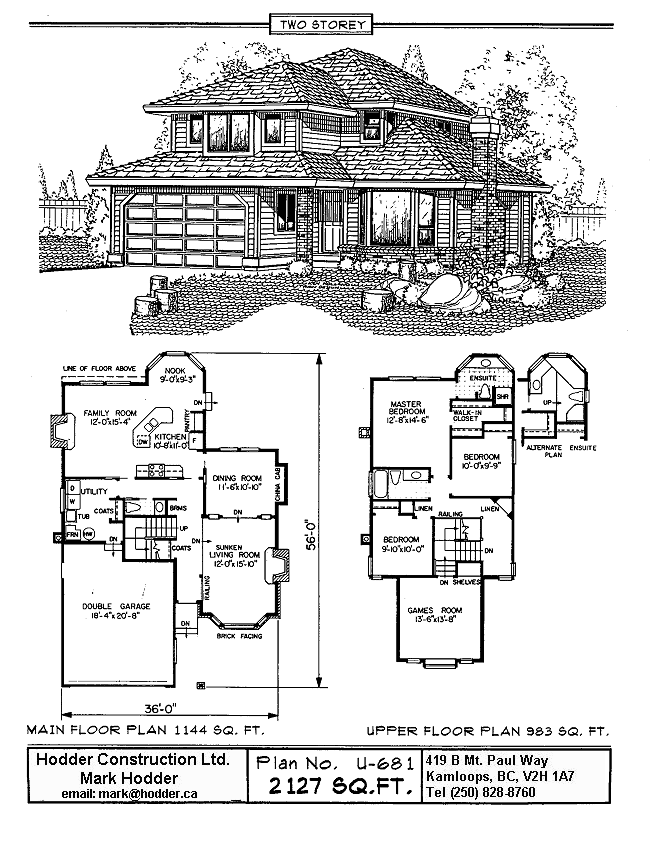 TWO STOREY
LINE OF FLOOR ABOVE
NOOK
9'-0"x9'-3"
DN
FAMILY ROOM
12'-0"x15'-4"
PANTRY
KITCHEN
10'-8"x11'-0"
DW
F
DINING ROOM
11'-6"x10'-10"
CHINA CAB
D
W
UTILITY
TUB
COATS
BRNS
FRN
HW
UP
DN
COATS
DN
DN
SUNKEN
LIVING ROOM
12'-0"x15'-10"
RAILING
DOUBLE GARAGE
18'-4"x20'-8"
DN
BRICK FACING
56'-0"
36'-0"
MAIN FLOOR PLAN 1144 SQ. FT.
ENSUITE
SHR
MASTER
BEDROOM
12'-8"x14'-6"
WALK-IN
CLOSET
UP
ALTERNATE ENSUITE
PLAN
BEDROOM
10'-0"x9'-9"
LINEN
RAILING
LINEN
BEDROOM
9'-10"x10'-0"
DN
DN
SHELVES
GAMES ROOM
13'-6"x13'-8"
UPPER FLOOR PLAN 983 SQ. FT.
Hodder Construction Ltd.
Mark Hodder
email: mark@hodder.ca
Plan No. U-681
2127 SQ.FT.
419 B Mt. Paul Way
Kamloops, BC, V2H 1A7
Tel (250) 828-8760